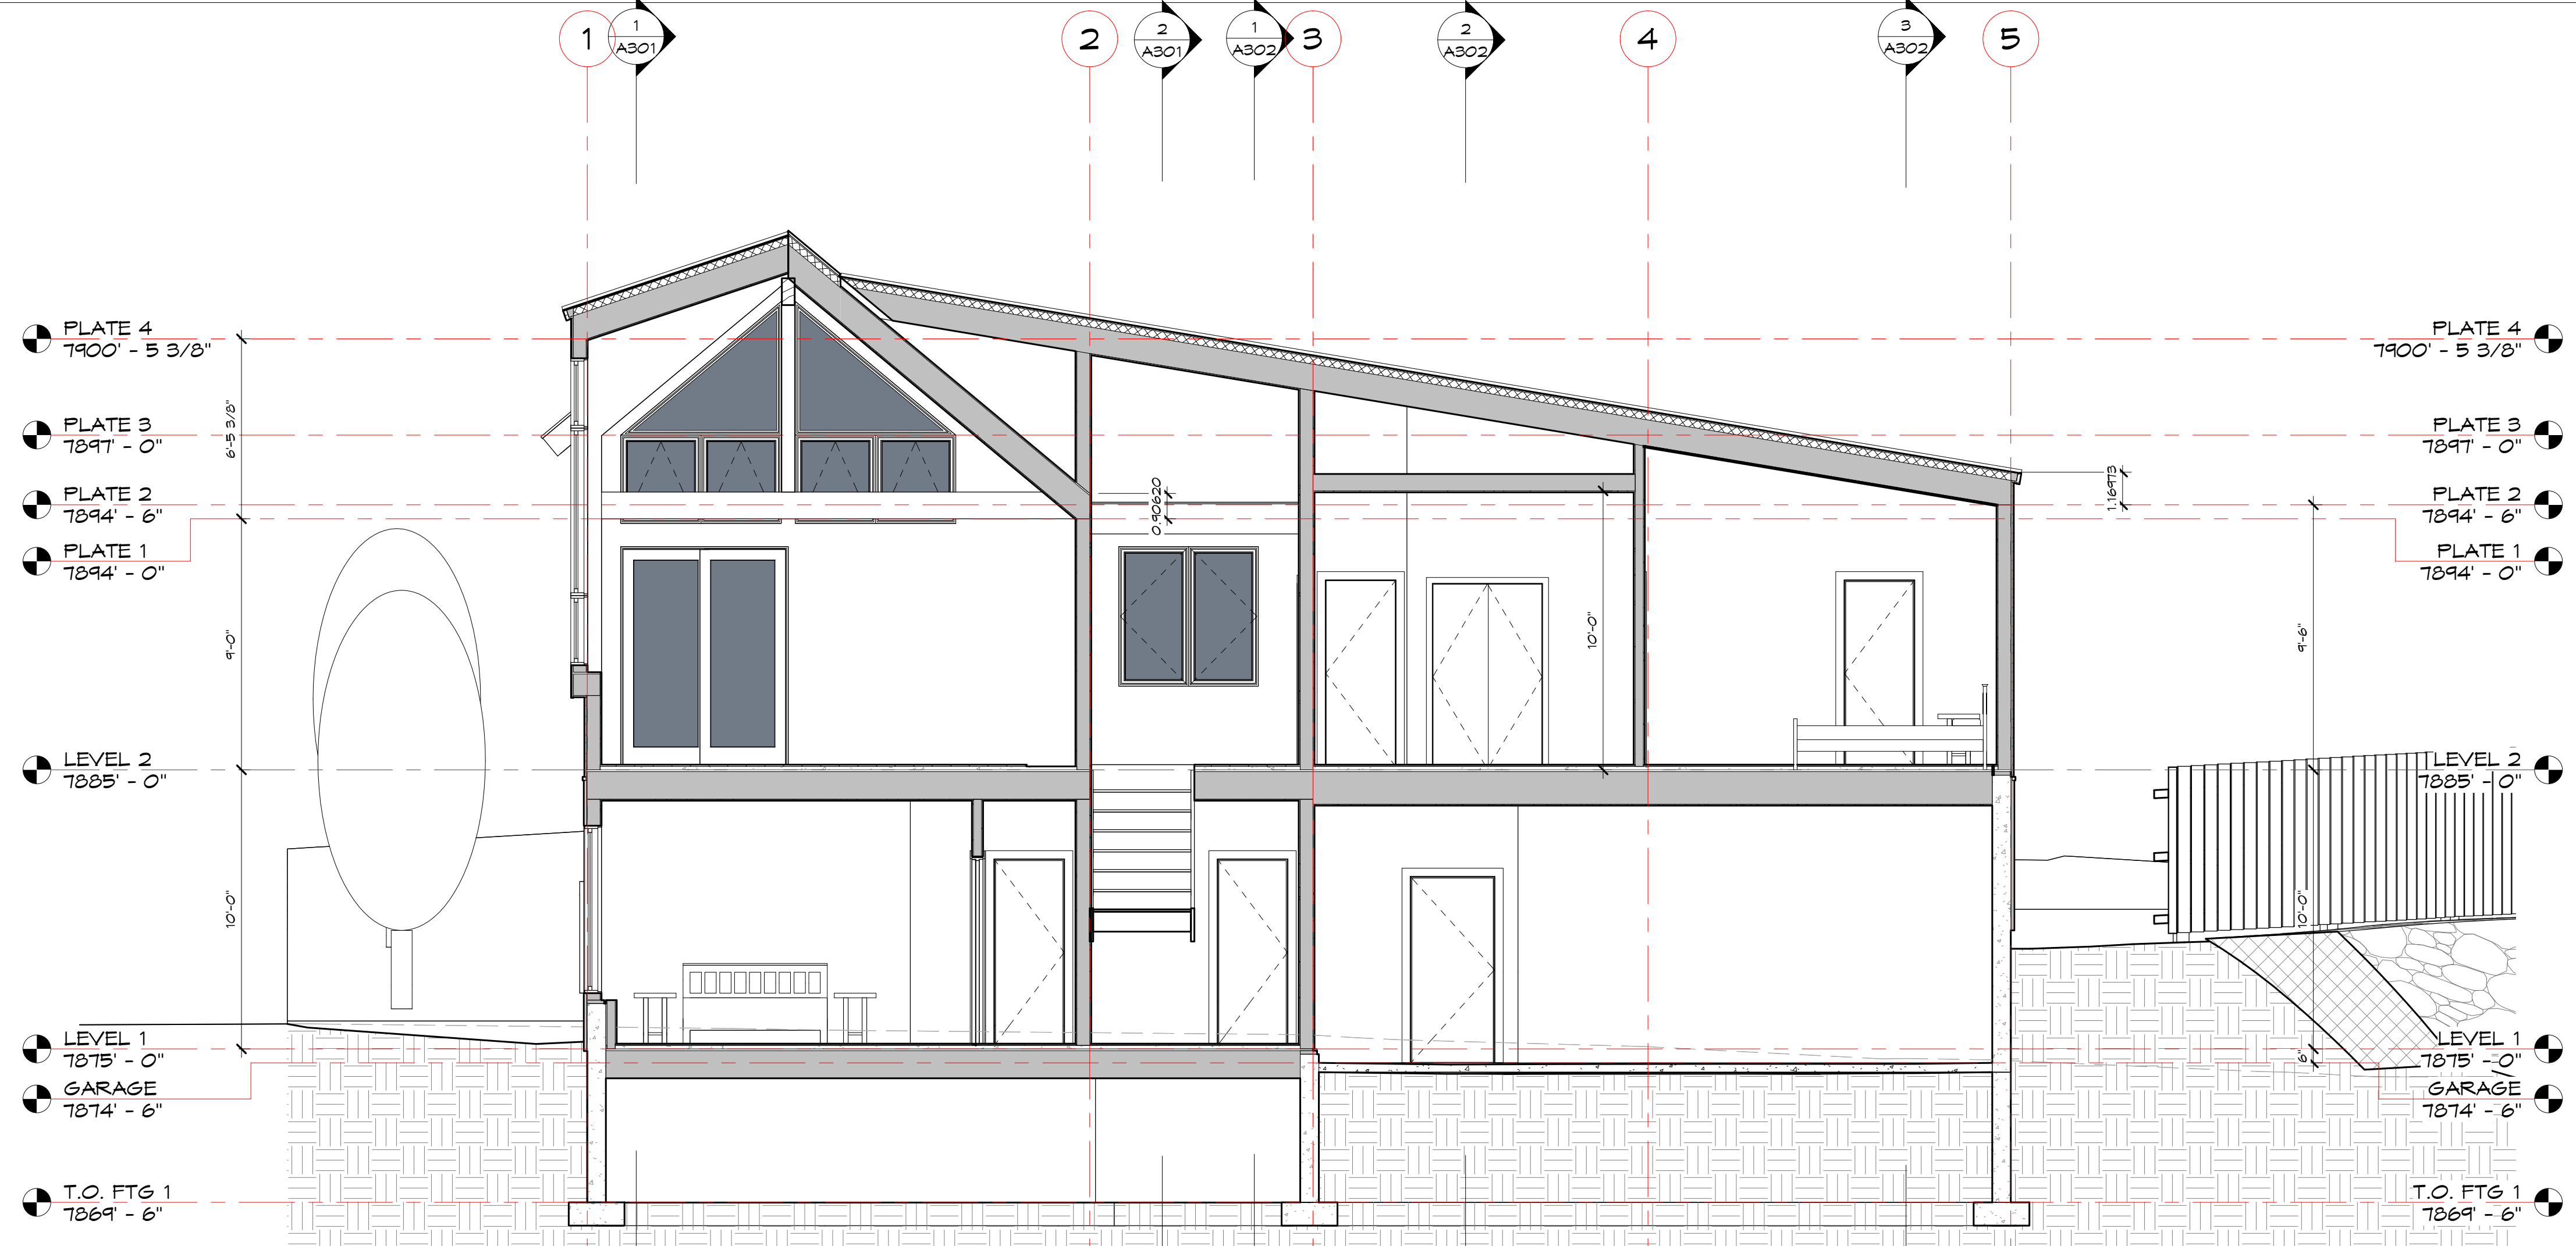 1
1
A301
2
2
A301
1
A302
3
2
A302
4
3
A302
5
PLATE 4
7900' - 5 3/8"
PLATE 3
7897' - 0"
PLATE 2
7894' - 6"
PLATE 1
7894' - 0"
LEVEL 2
7885' - 0"
LEVEL 1
7875' - 0"
GARAGE
7874' - 6"
T.O. FTG 1
7869' - 6"
6'-5 3/8"
9'-0"
10'-0"
0.90620
10'-0"
1.16973
9'-6"
10'-0"
6"
PLATE 4
7900' - 5 3/8"
PLATE 3
7897' - 0"
PLATE 2
7894' - 6"
PLATE 1
7894' - 0"
LEVEL 2
7885' - 0"
LEVEL 1
7875' - 0"
GARAGE
7874' - 6"
T.O. FTG 1
7869' - 6"